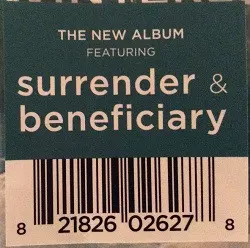 THE NEW ALBUM
FEATURING
surrender &
beneficiary
8 21826 02627 8